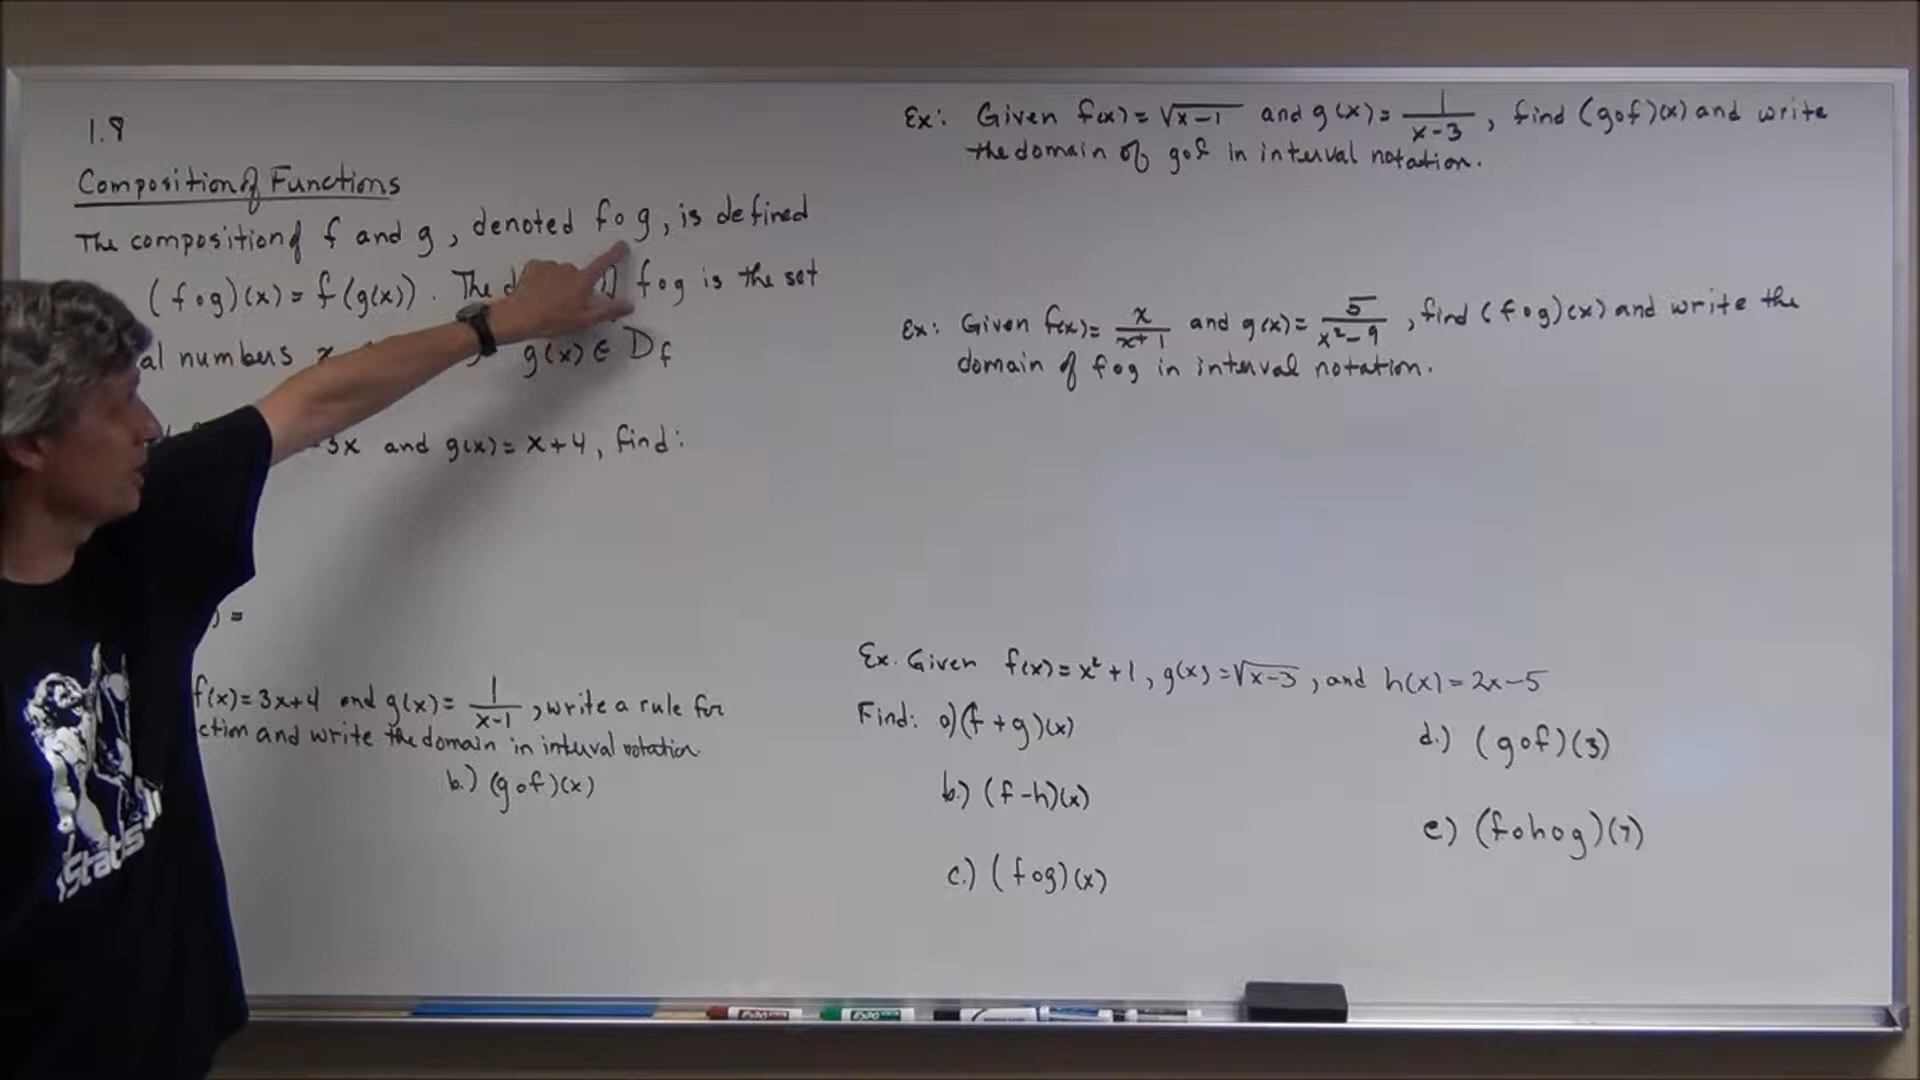 1.8
Composition of Functions
The composition of f and g, denoted f∘g, is defined
(f∘g)(x) = f(g(x)). The f∘g is the set
al numbers x g(x) ∈ D_f
3x and g(x) = x+4, find:
) =
f(x) = 3x+4 and g(x) = 1/(x-1), write a rule for
ction and write the domain in interval notation.
b.) (g∘f)(x)
Ex: Given f(x) = √(x-1) and g(x) = 1/(x-3), find (g∘f)(x) and write
the domain of g∘f in interval notation.
Ex: Given f(x) = x/(x+1) and g(x) = 5/(x²-9), find (f∘g)(x) and write the
domain of f∘g in interval notation.
Ex. Given f(x) = x²+1, g(x) = √(x-3), and h(x) = 2x-5
Find: a) (f+g)(x)
b.) (f-h)(x)
c.) (f∘g)(x)
d.) (g∘f)(3)
e) (f∘h∘g)(7)
iStats
EXPO
EXPO